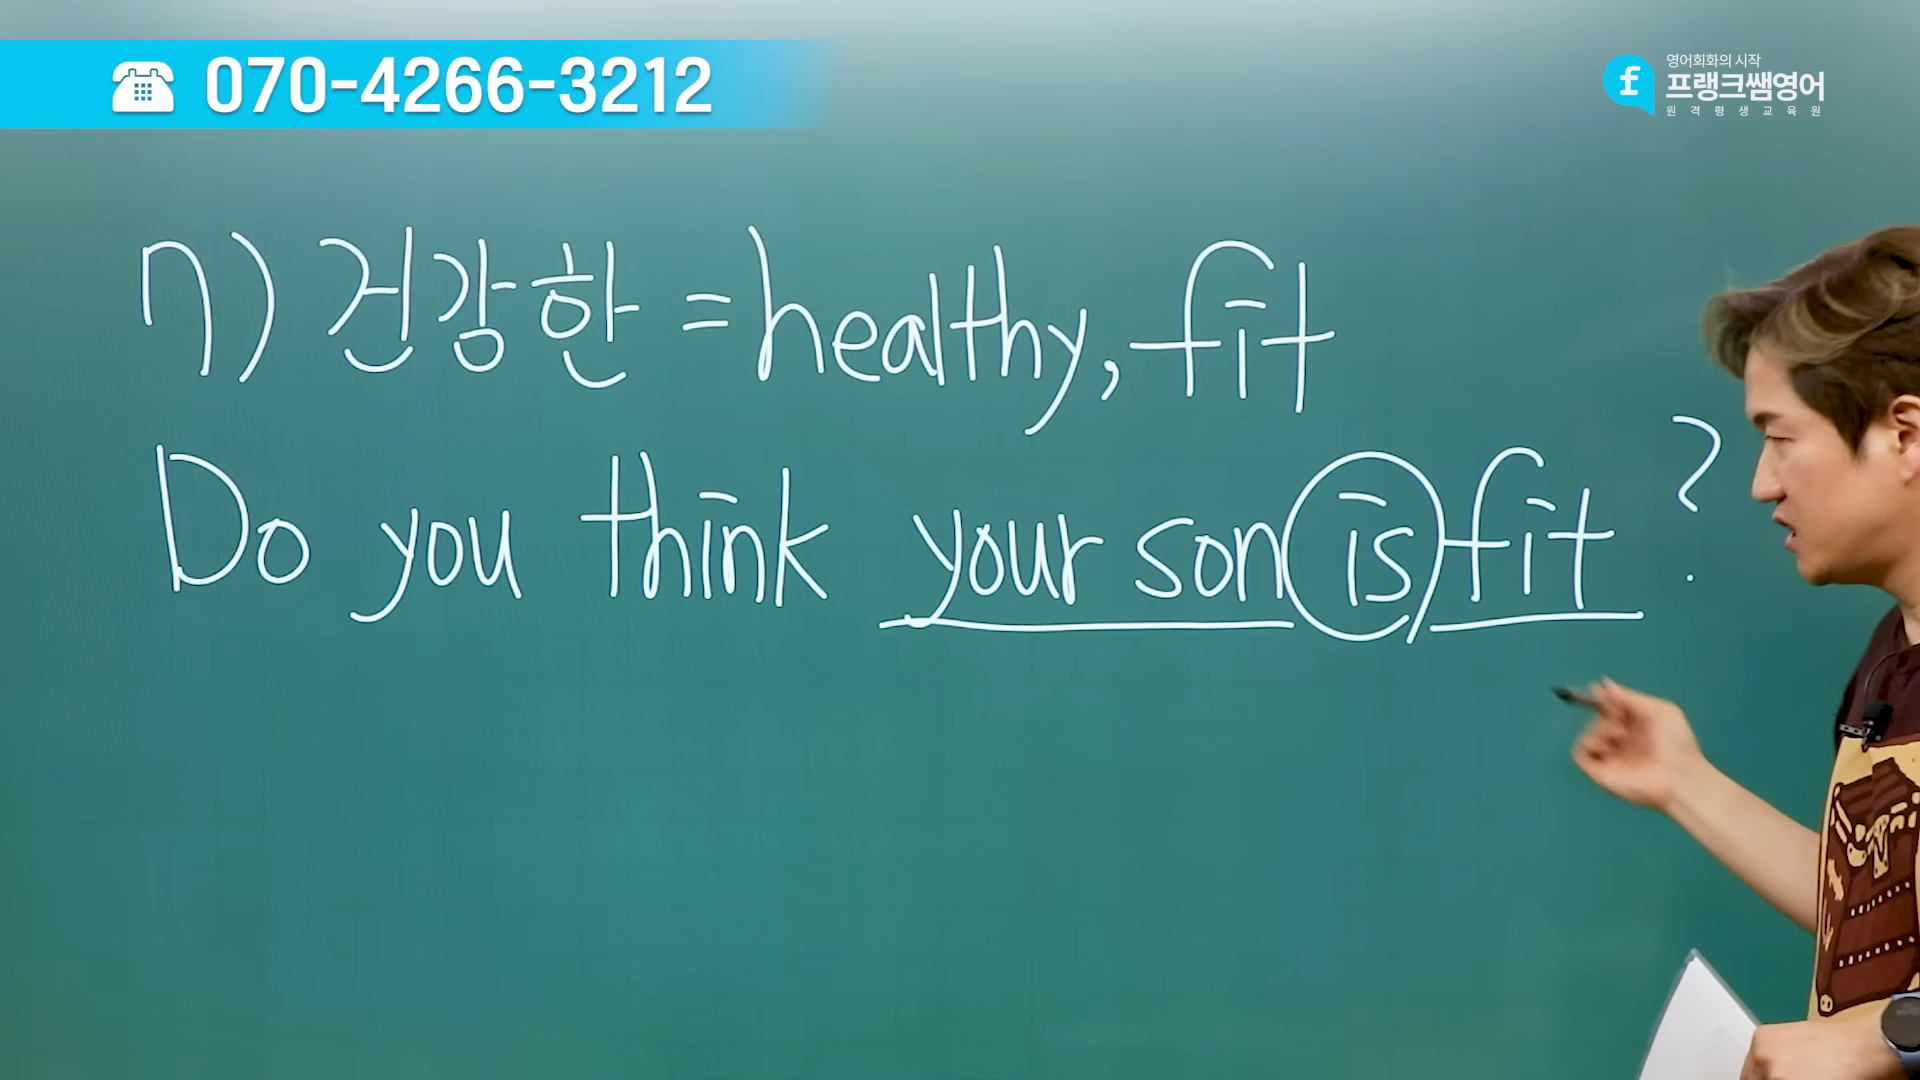 070-4266-3212
영어회화의 시작
프랭크쌤영어
원격평생교육원
7) 건강한 = healthy, fit
Do you think your son is fit ?